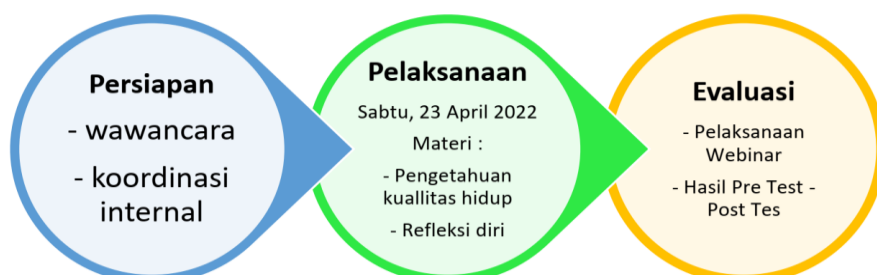 Persiapan
- wawancara
- koordinasi
internal
Pelaksanaan
Sabtu, 23 April 2022
Materi :
- Pengetahuan
kuallitas hidup
- Refleksi diri
Evaluasi
- Pelaksanaan
Webinar
- Hasil Pre Test -
Post Tes